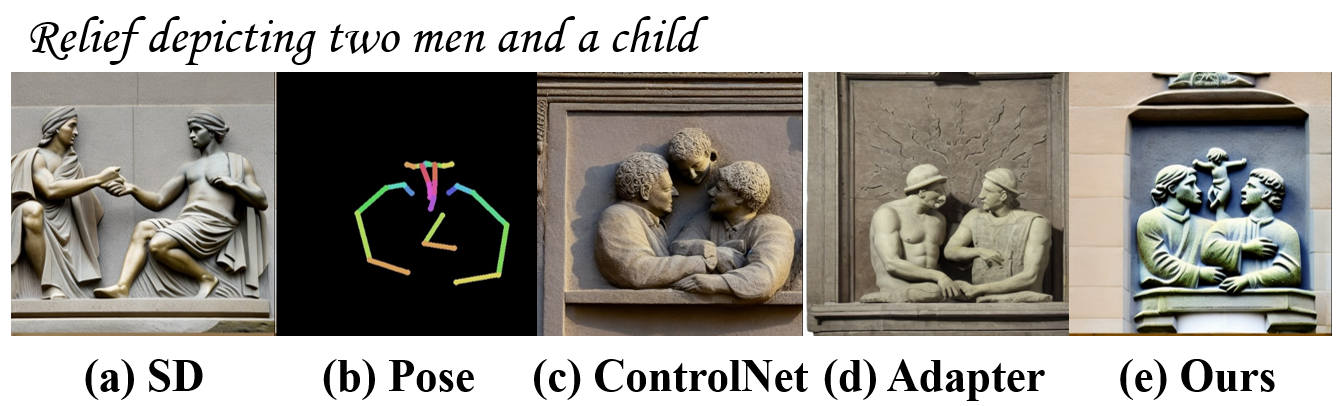 Relief depicting two men and a child
(a) SD (b) Pose (c) ControlNet (d) Adapter (e) Ours